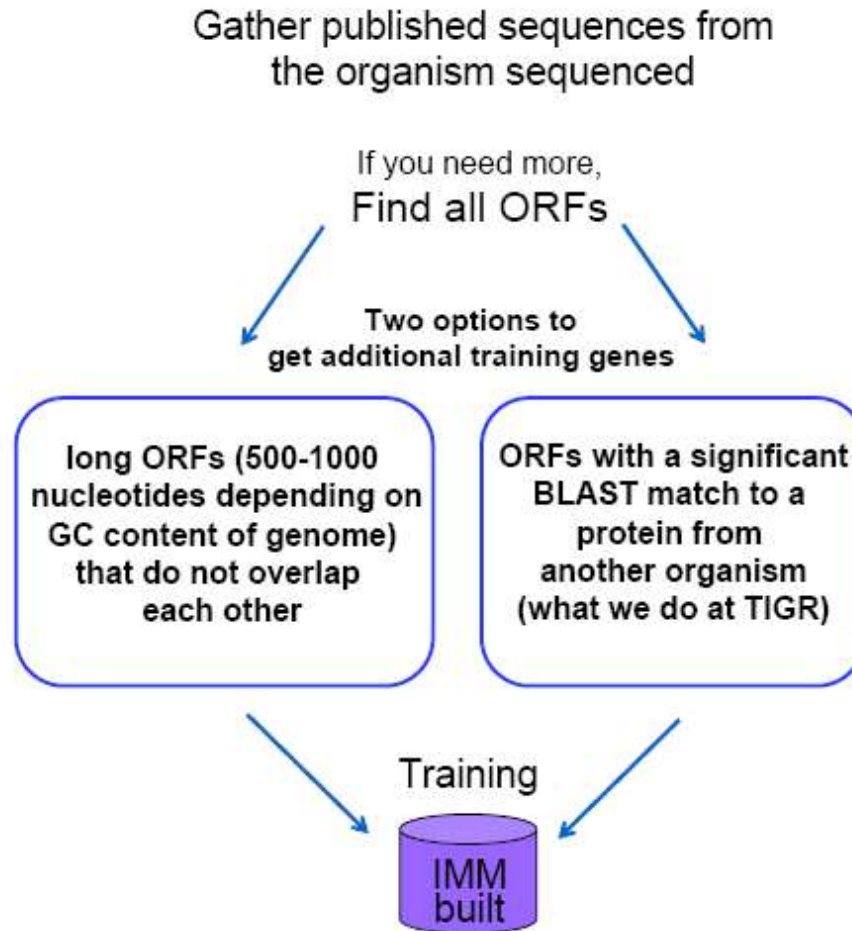 Gather published sequences from
the organism sequenced
If you need more,
Find all ORFs
Two options to
get additional training genes
long ORFs (500-1000
nucleotides depending on
GC content of genome)
that do not overlap
each other
ORFs with a significant
BLAST match to a
protein from
another organism
(what we do at TIGR)
Training
IMM
built